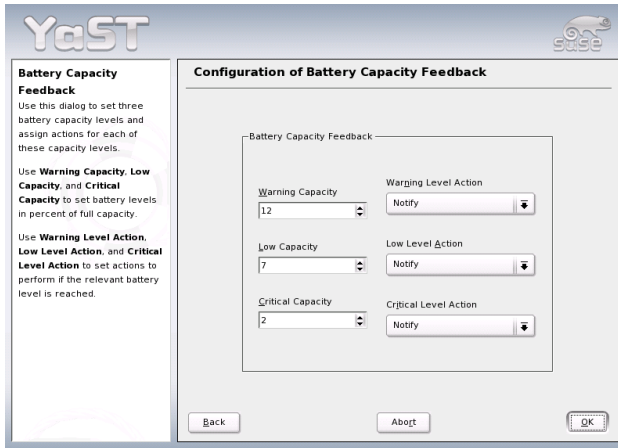 YaST
SUSE
Battery Capacity
Feedback
Use this dialog to set three
battery capacity levels and
assign actions for each of
these capacity levels.
Use Warning Capacity, Low
Capacity, and Critical
Capacity to set battery levels
in percent of full capacity.
Use Warning Level Action,
Low Level Action, and Critical
Level Action to set actions to
perform if the relevant battery
level is reached.
Configuration of Battery Capacity Feedback
Battery Capacity Feedback
Warning Capacity
12
Warning Level Action
Notify
Low Capacity
7
Low Level Action
Notify
Critical Capacity
2
Critical Level Action
Notify
Back
Abort
OK